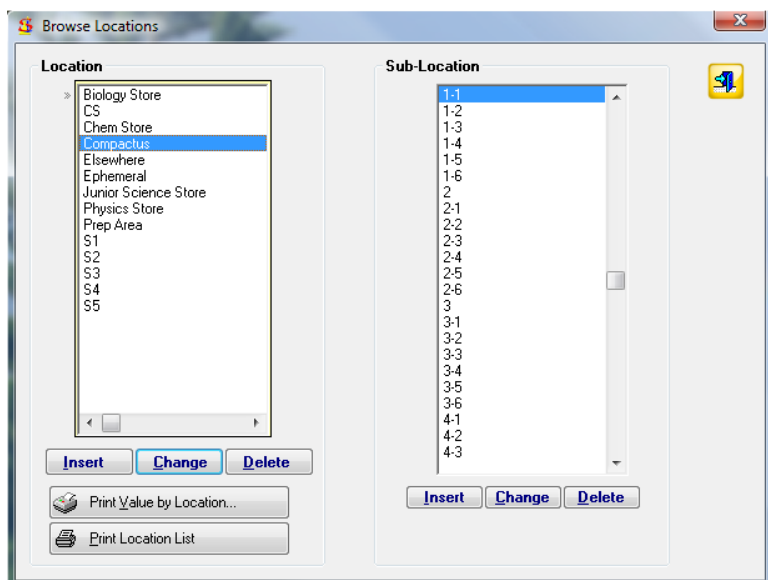 Browse Locations
Location
Biology Store
CS
Chem Store
Compactus
Elsewhere
Ephemeral
Junior Science Store
Physics Store
Prep Area
S1
S2
S3
S4
S5
Insert Change Delete
Print Value by Location...
Print Location List
Sub-Location
1-1
1-2
1-3
1-4
1-5
1-6
2
2-1
2-2
2-3
2-4
2-5
2-6
3
3-1
3-2
3-3
3-4
3-5
3-6
4-1
4-2
4-3
Insert Change Delete